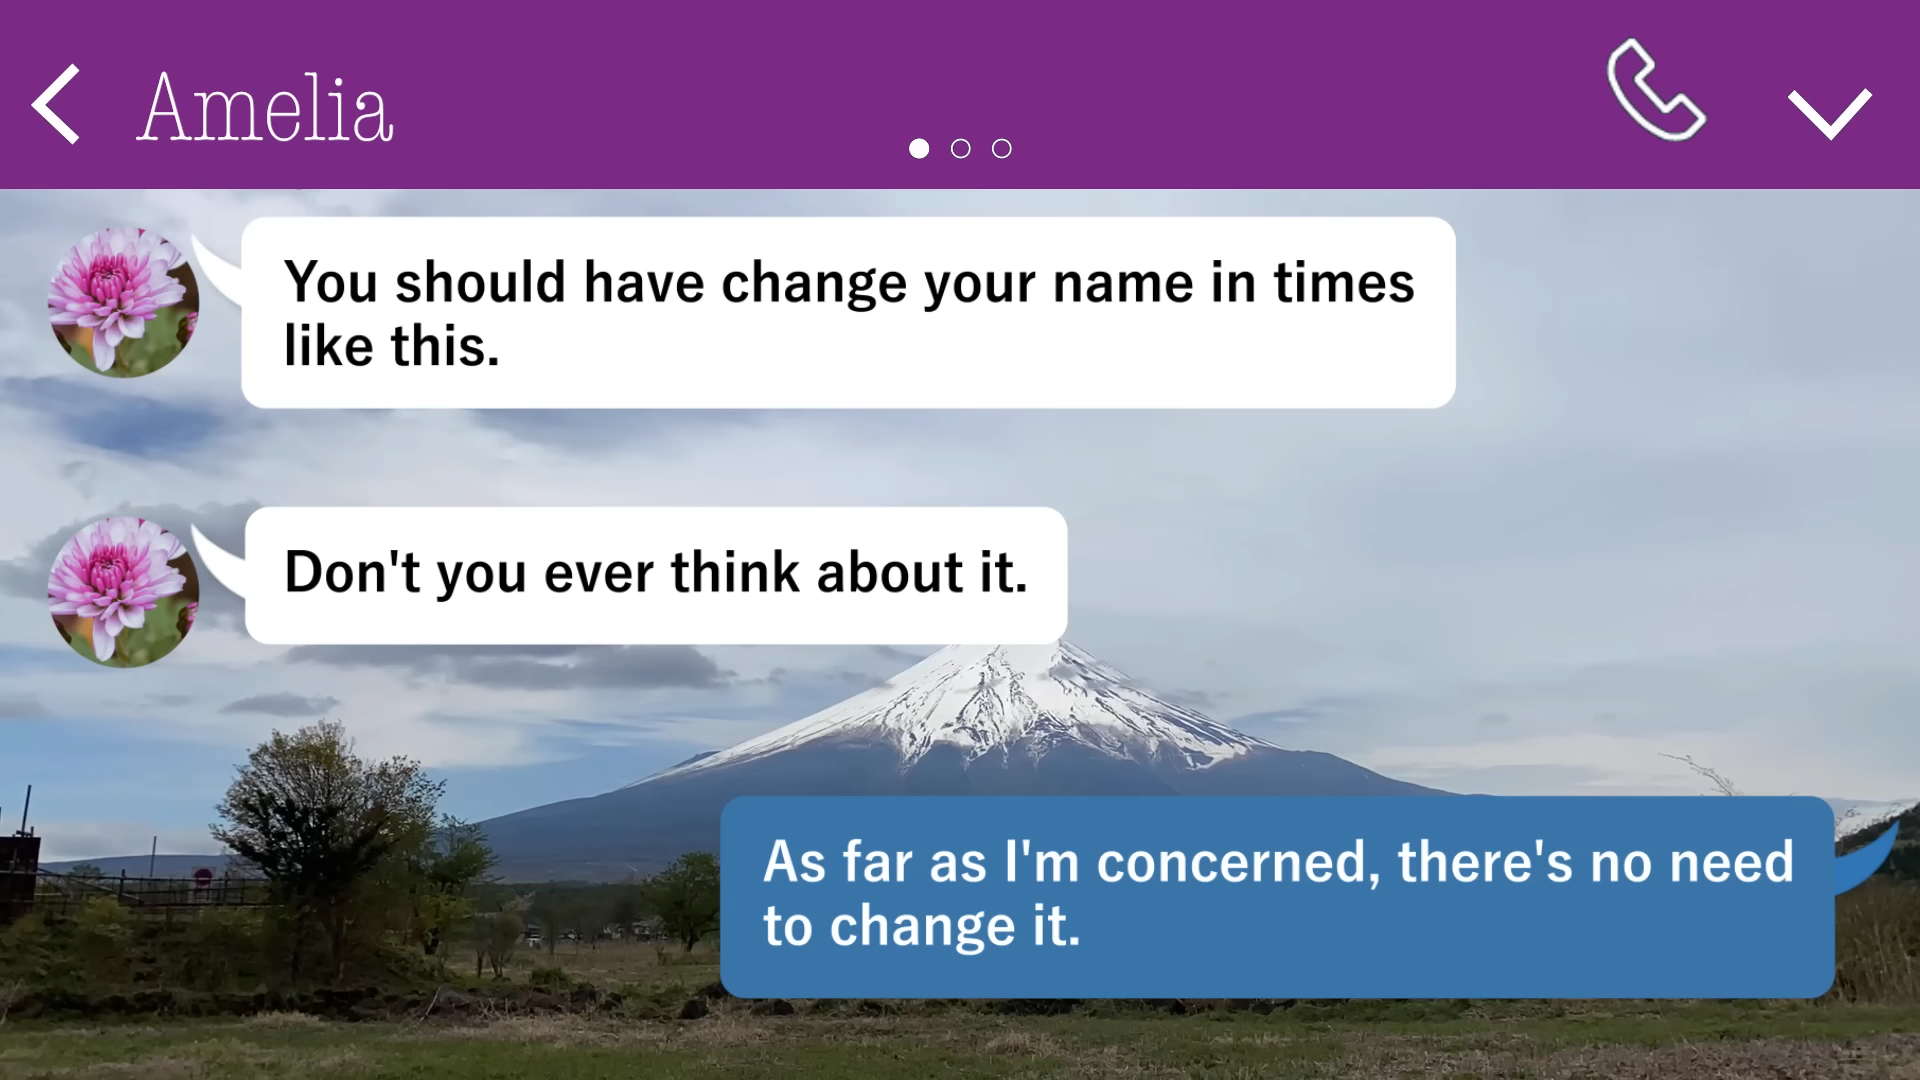 Amelia
You should have change your name in times
like this.
Don't you ever think about it.
As far as I'm concerned, there's no need
to change it.